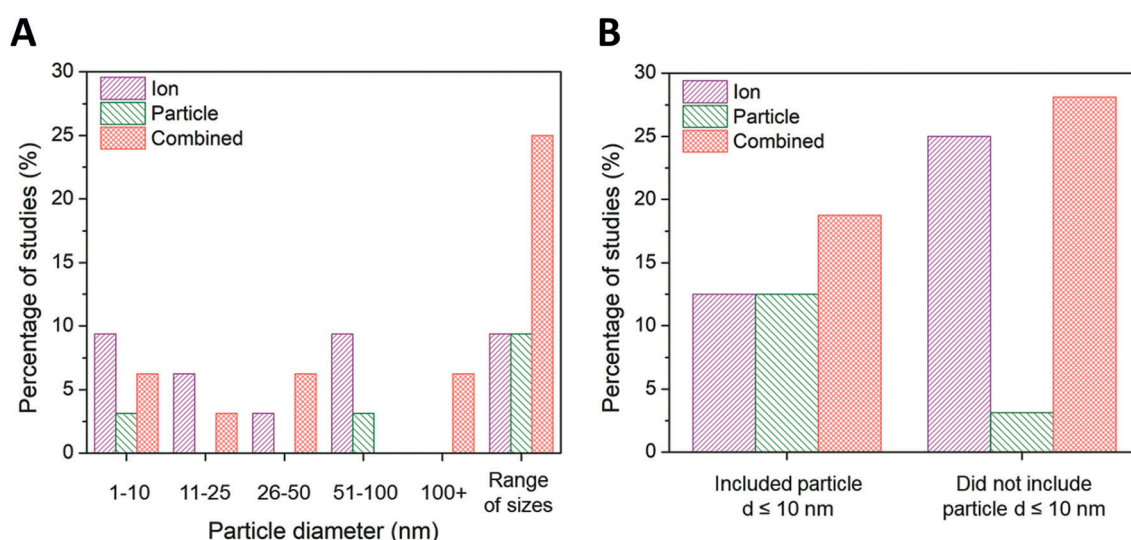 A
30
25
20
15
10
5
0
Percentage of studies (%)
Ion
Particle
Combined
1-10
11-25
26-50
51-100
100+
Range
of sizes
Particle diameter (nm)
B
30
25
20
15
10
5
0
Percentage of studies (%)
Ion
Particle
Combined
Included particle
d ≤ 10 nm
Did not include
particle d ≤ 10 nm